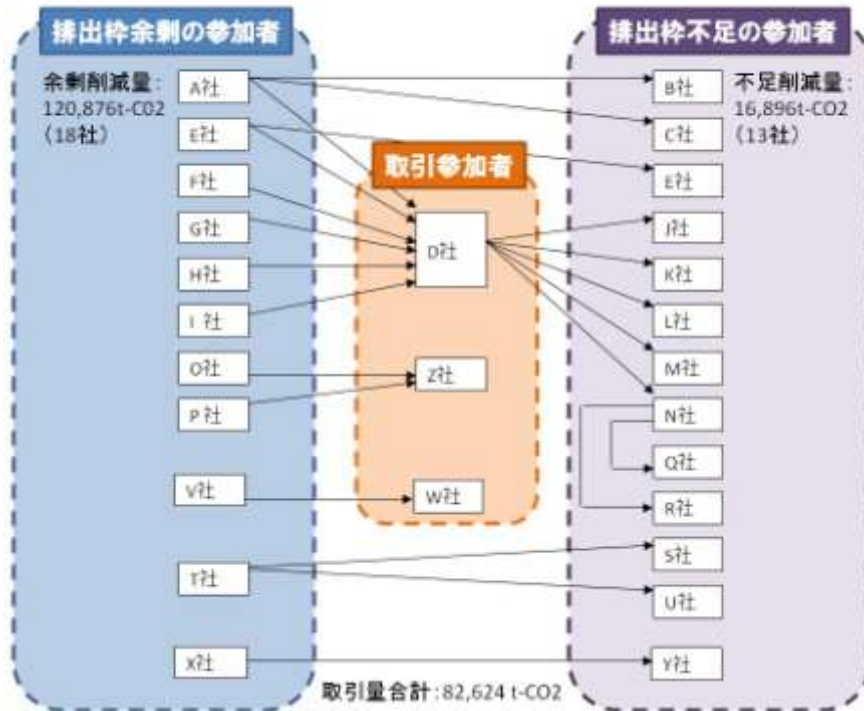 排出枠余剰の参加者
余剰削減量：
120,876t-CO2
（18社）
A社
E社
F社
G社
H社
I 社
O社
P社
V社
T社
X社
取引参加者
D社
Z社
W社
排出枠不足の参加者
不足削減量：
16,896t-CO2
（13社）
B社
C社
E社
J社
K社
L社
M社
N社
Q社
R社
S社
U社
Y社
取引量合計：82,624 t-CO2